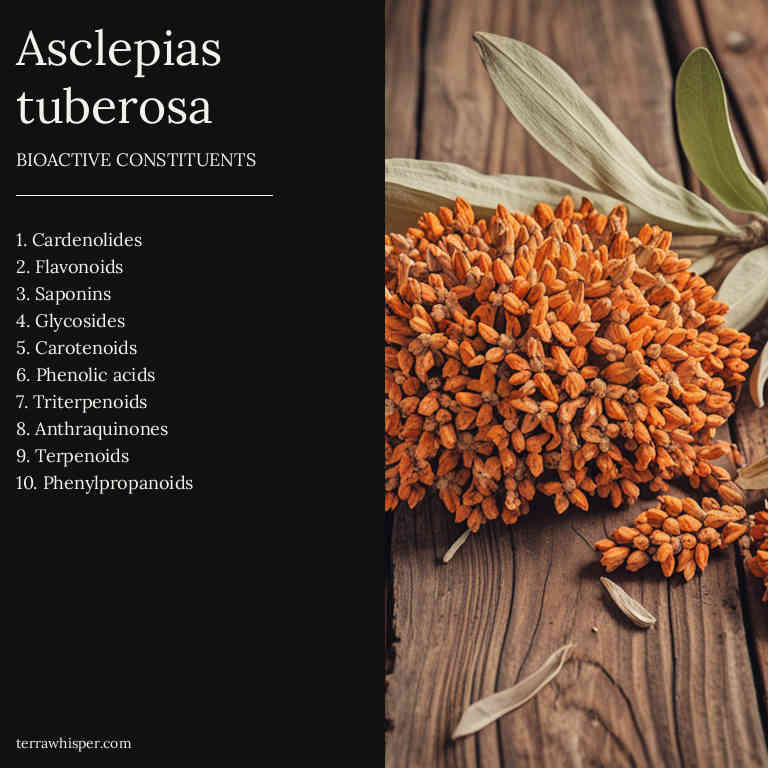 Asclepias
tuberosa
BIOACTIVE CONSTITUENTS
1. Cardenolides
2. Flavonoids
3. Saponins
4. Glycosides
5. Carotenoids
6. Phenolic acids
7. Triterpenoids
8. Anthraquinones
9. Terpenoids
10. Phenylpropanoids
terrawhisper.com